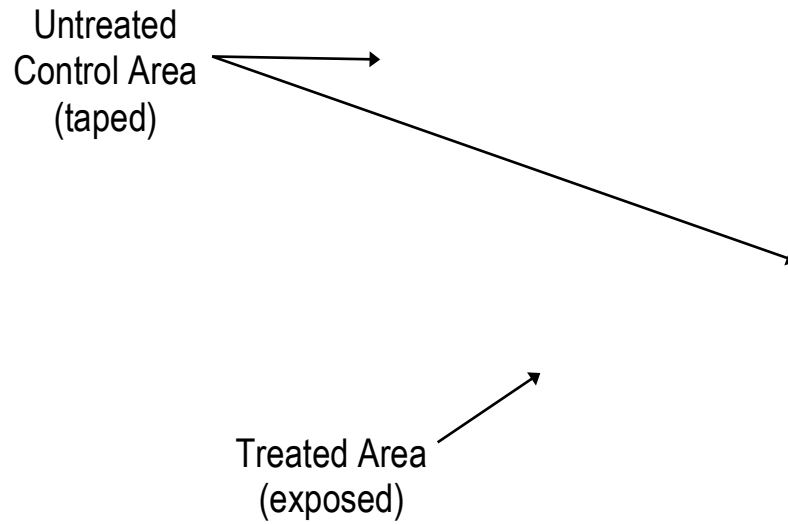 Untreated
Control Area
(taped)
Treated Area
(exposed)